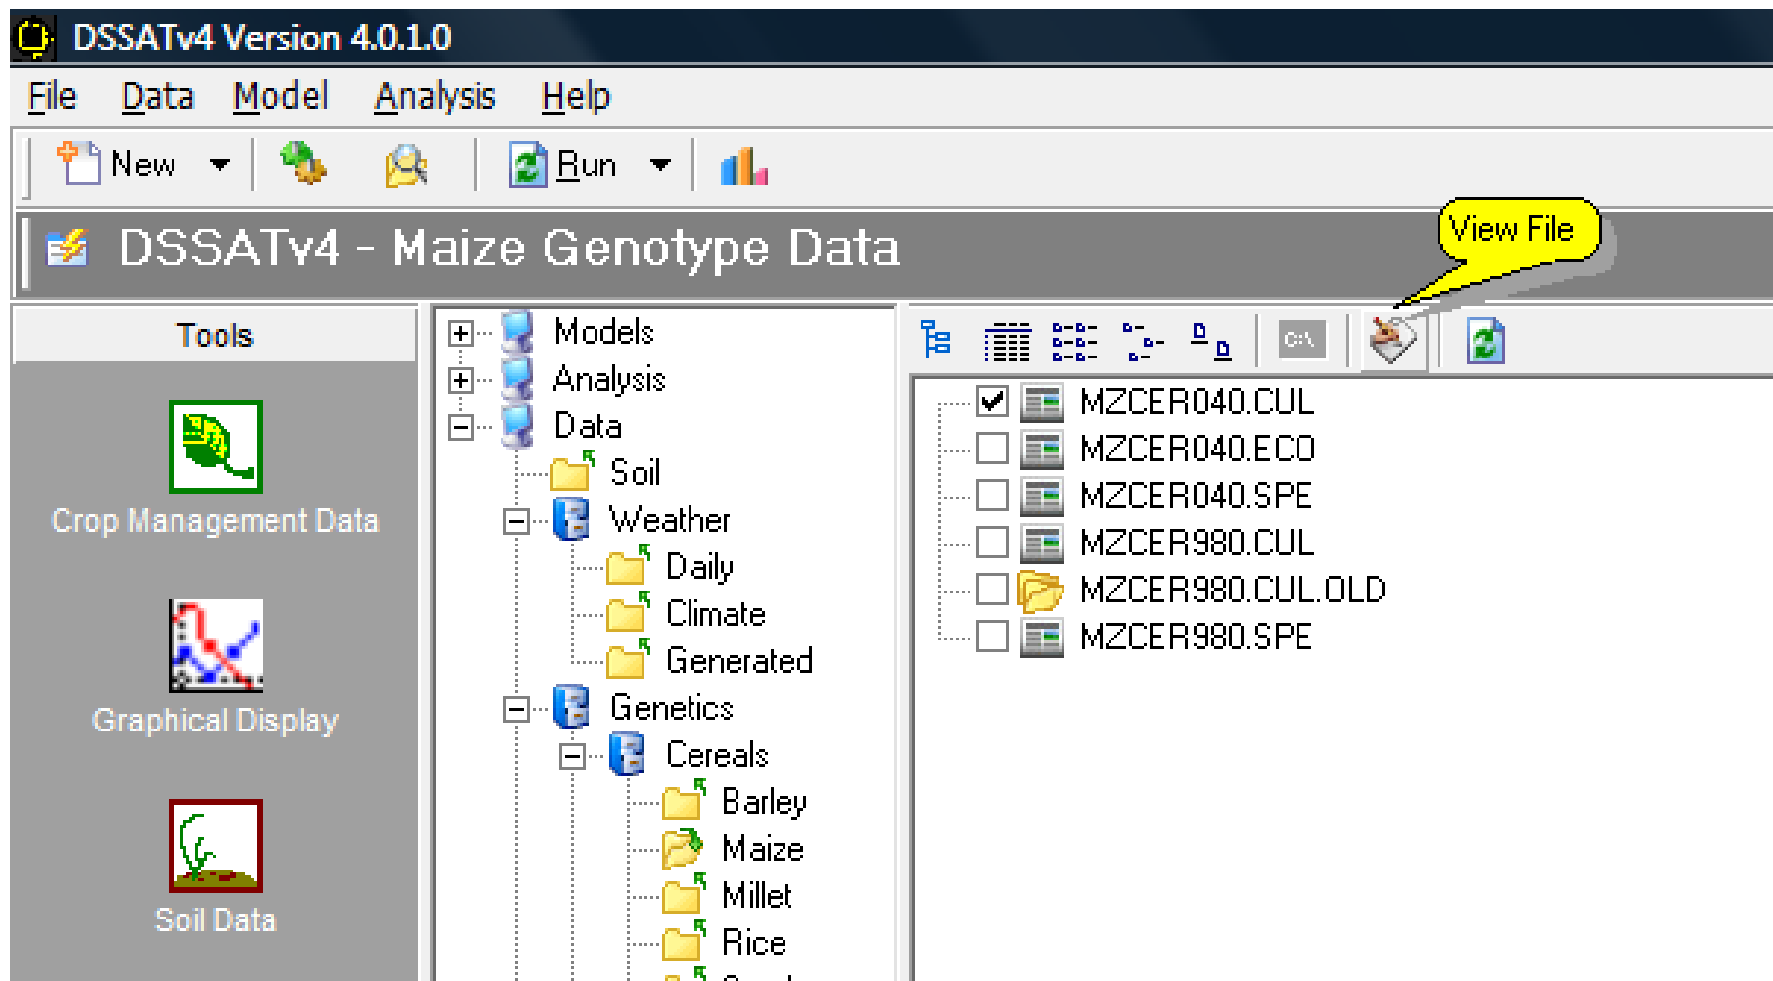 DSSATv4 Version 4.0.1.0
File Data Model Analysis Help
New Run
DSSATv4 - Maize Genotype Data
View File
Tools
Crop Management Data
Graphical Display
Soil Data
Models
Analysis
Data
Soil
Weather
Daily
Climate
Generated
Genetics
Cereals
Barley
Maize
Millet
Rice
C:\
MZCER040.CUL
MZCER040.ECO
MZCER040.SPE
MZCER980.CUL
MZCER980.CUL.OLD
MZCER980.SPE